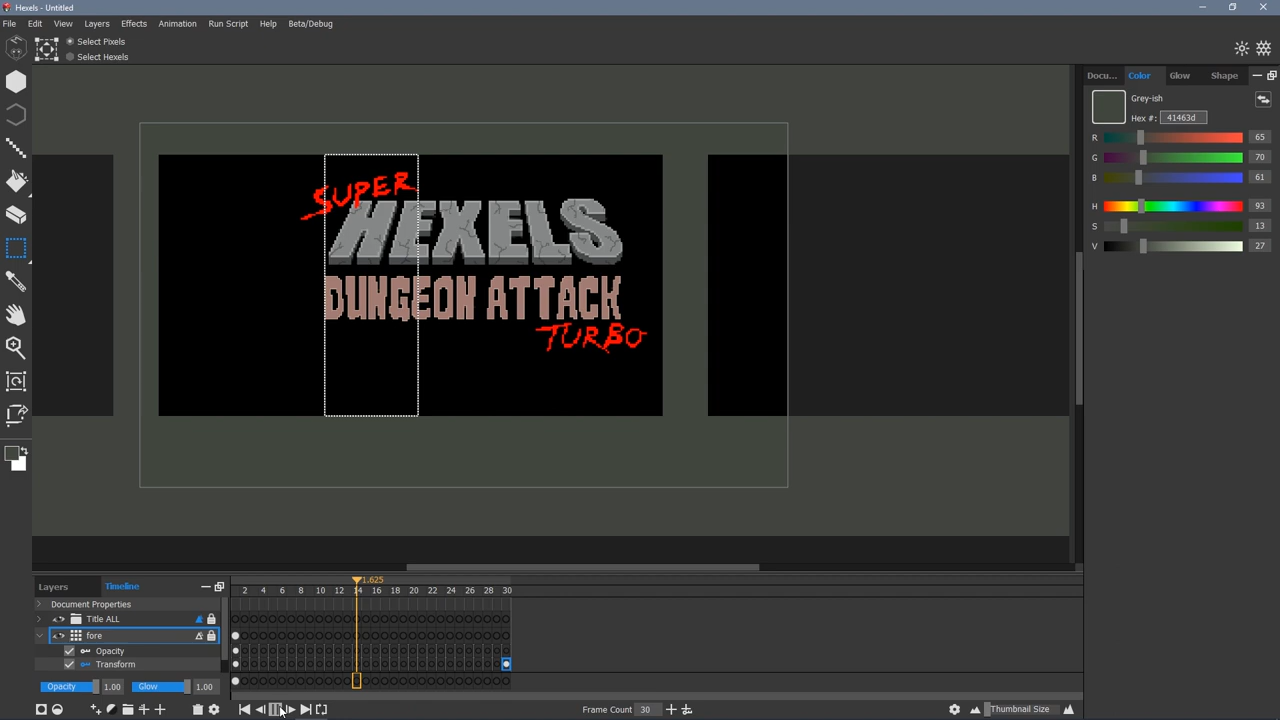 Hexels - Untitled
File Edit View Layers Effects Animation Run Script Help Beta/Debug
Select Pixels
Select Hexels
Docu... Color Glow Shape
Grey-ish
Hex #: 41463d
R 65
G 70
B 61
H 93
S 13
V 27
SUPER
HEXELS
DUNGEON ATTACK
TURBO
Layers Timeline
1.625
2 4 6 8 10 12 14 16 18 20 22 24 26 28 30
Document Properties
Title ALL
fore
Opacity
Transform
Opacity 1.00 Glow 1.00
Frame Count 30 Thumbnail Size